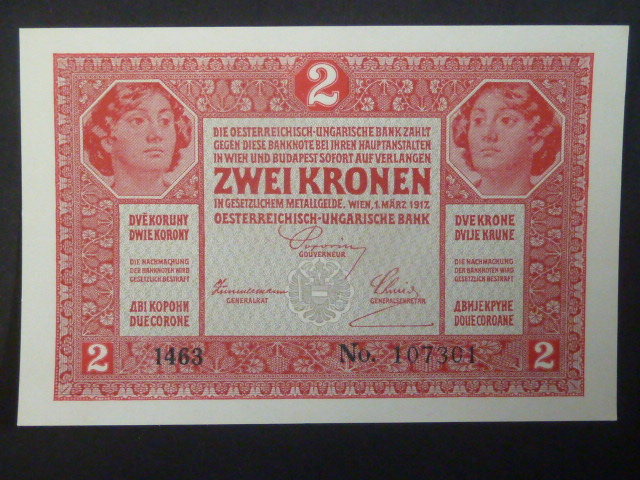 2
DIE OESTERREICHISCH-UNGARISCHE BANK ZAHLT
GEGEN DIESE BANKNOTE BEI IHREN HAUPTANSTALTEN
IN WIEN UND BUDAPEST SOFORT AUF VERLANGEN
ZWEI KRONEN
IN GESETZLICHEM METALLGELDE. WIEN, 1. MÄRZ 1917.
OESTERREICHISCH-UNGARISCHE BANK
GOUVERNEUR
GENERALRAT
GENERALSEKRETÄR
DVĚ KORUNY
DWIE KORONY
DIE NACHMACHUNG
DER BANKNOTEN WIRD
GESETZLICH BESTRAFT
ДВІ КОРОНИ
DUE CORONE
DVE KRONE
DVIJE KRUNE
DIE NACHMACHUNG
DER BANKNOTEN WIRD
GESETZLICH BESTRAFT
ДВИЈЕ КРУНЕ
DOUE COROANE
2
1463
No. 107301
2